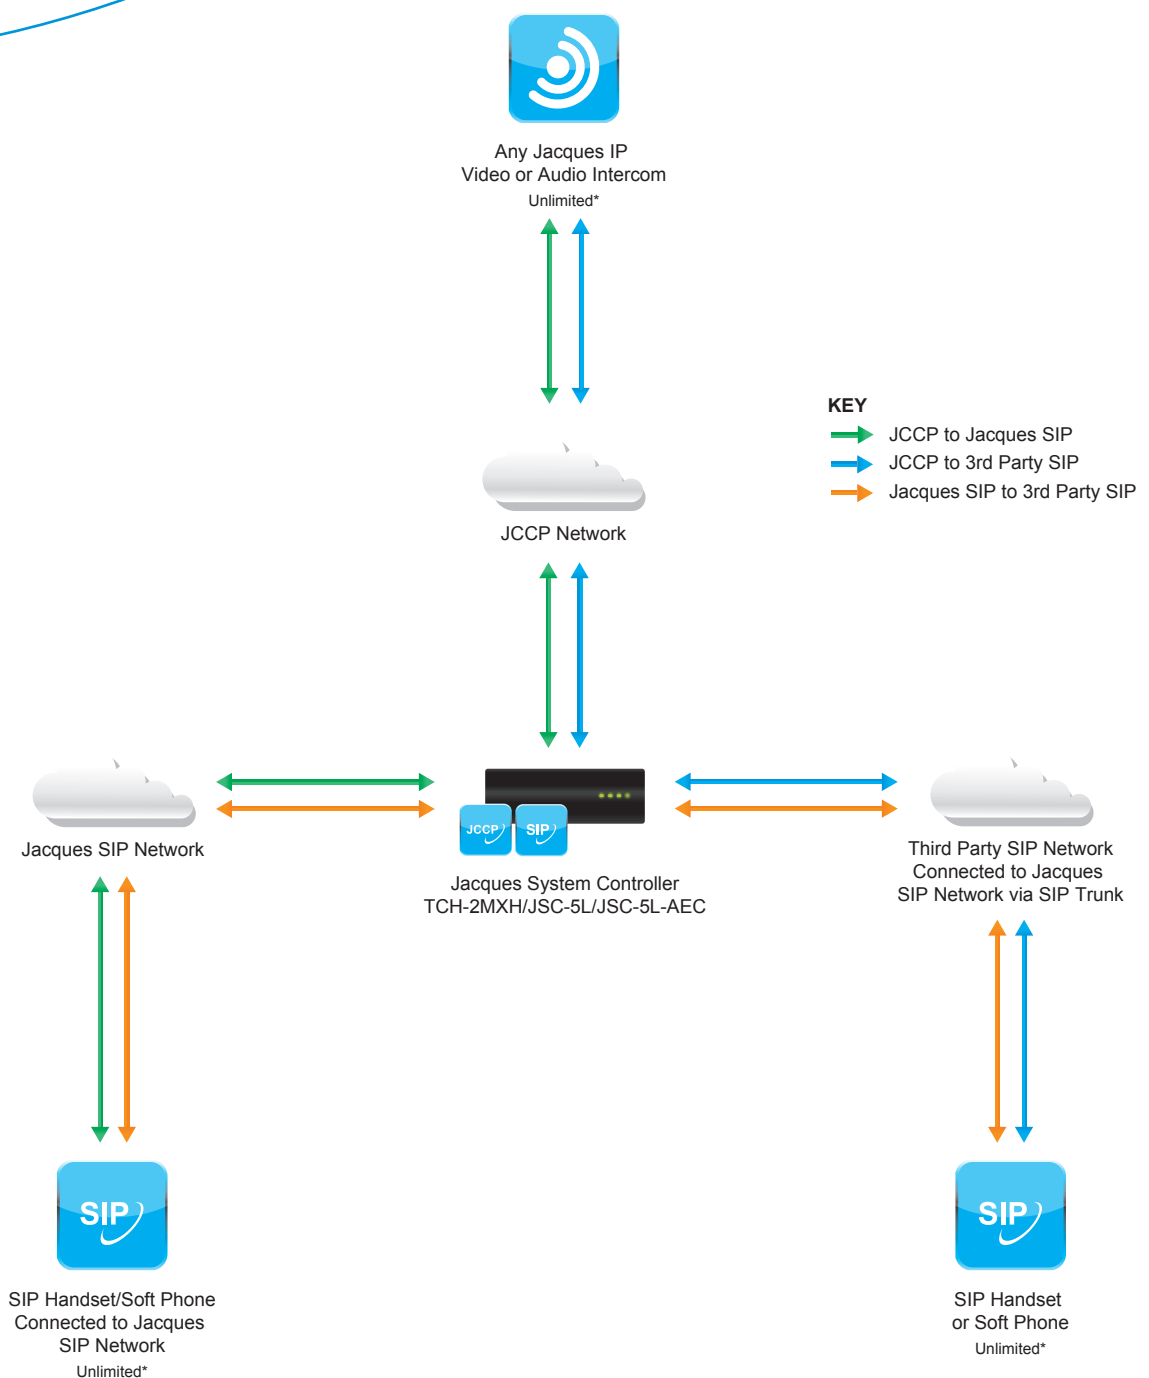 Any Jacques IP
Video or Audio Intercom
Unlimited*
KEY
JCCP to Jacques SIP
JCCP to 3rd Party SIP
Jacques SIP to 3rd Party SIP
JCCP Network
Jacques SIP Network
JCCP
SIP
Jacques System Controller
TCH-2MXH/JSC-5L/JSC-5L-AEC
Third Party SIP Network
Connected to Jacques
SIP Network via SIP Trunk
SIP
SIP Handset/Soft Phone
Connected to Jacques
SIP Network
Unlimited*
SIP
SIP Handset
or Soft Phone
Unlimited*